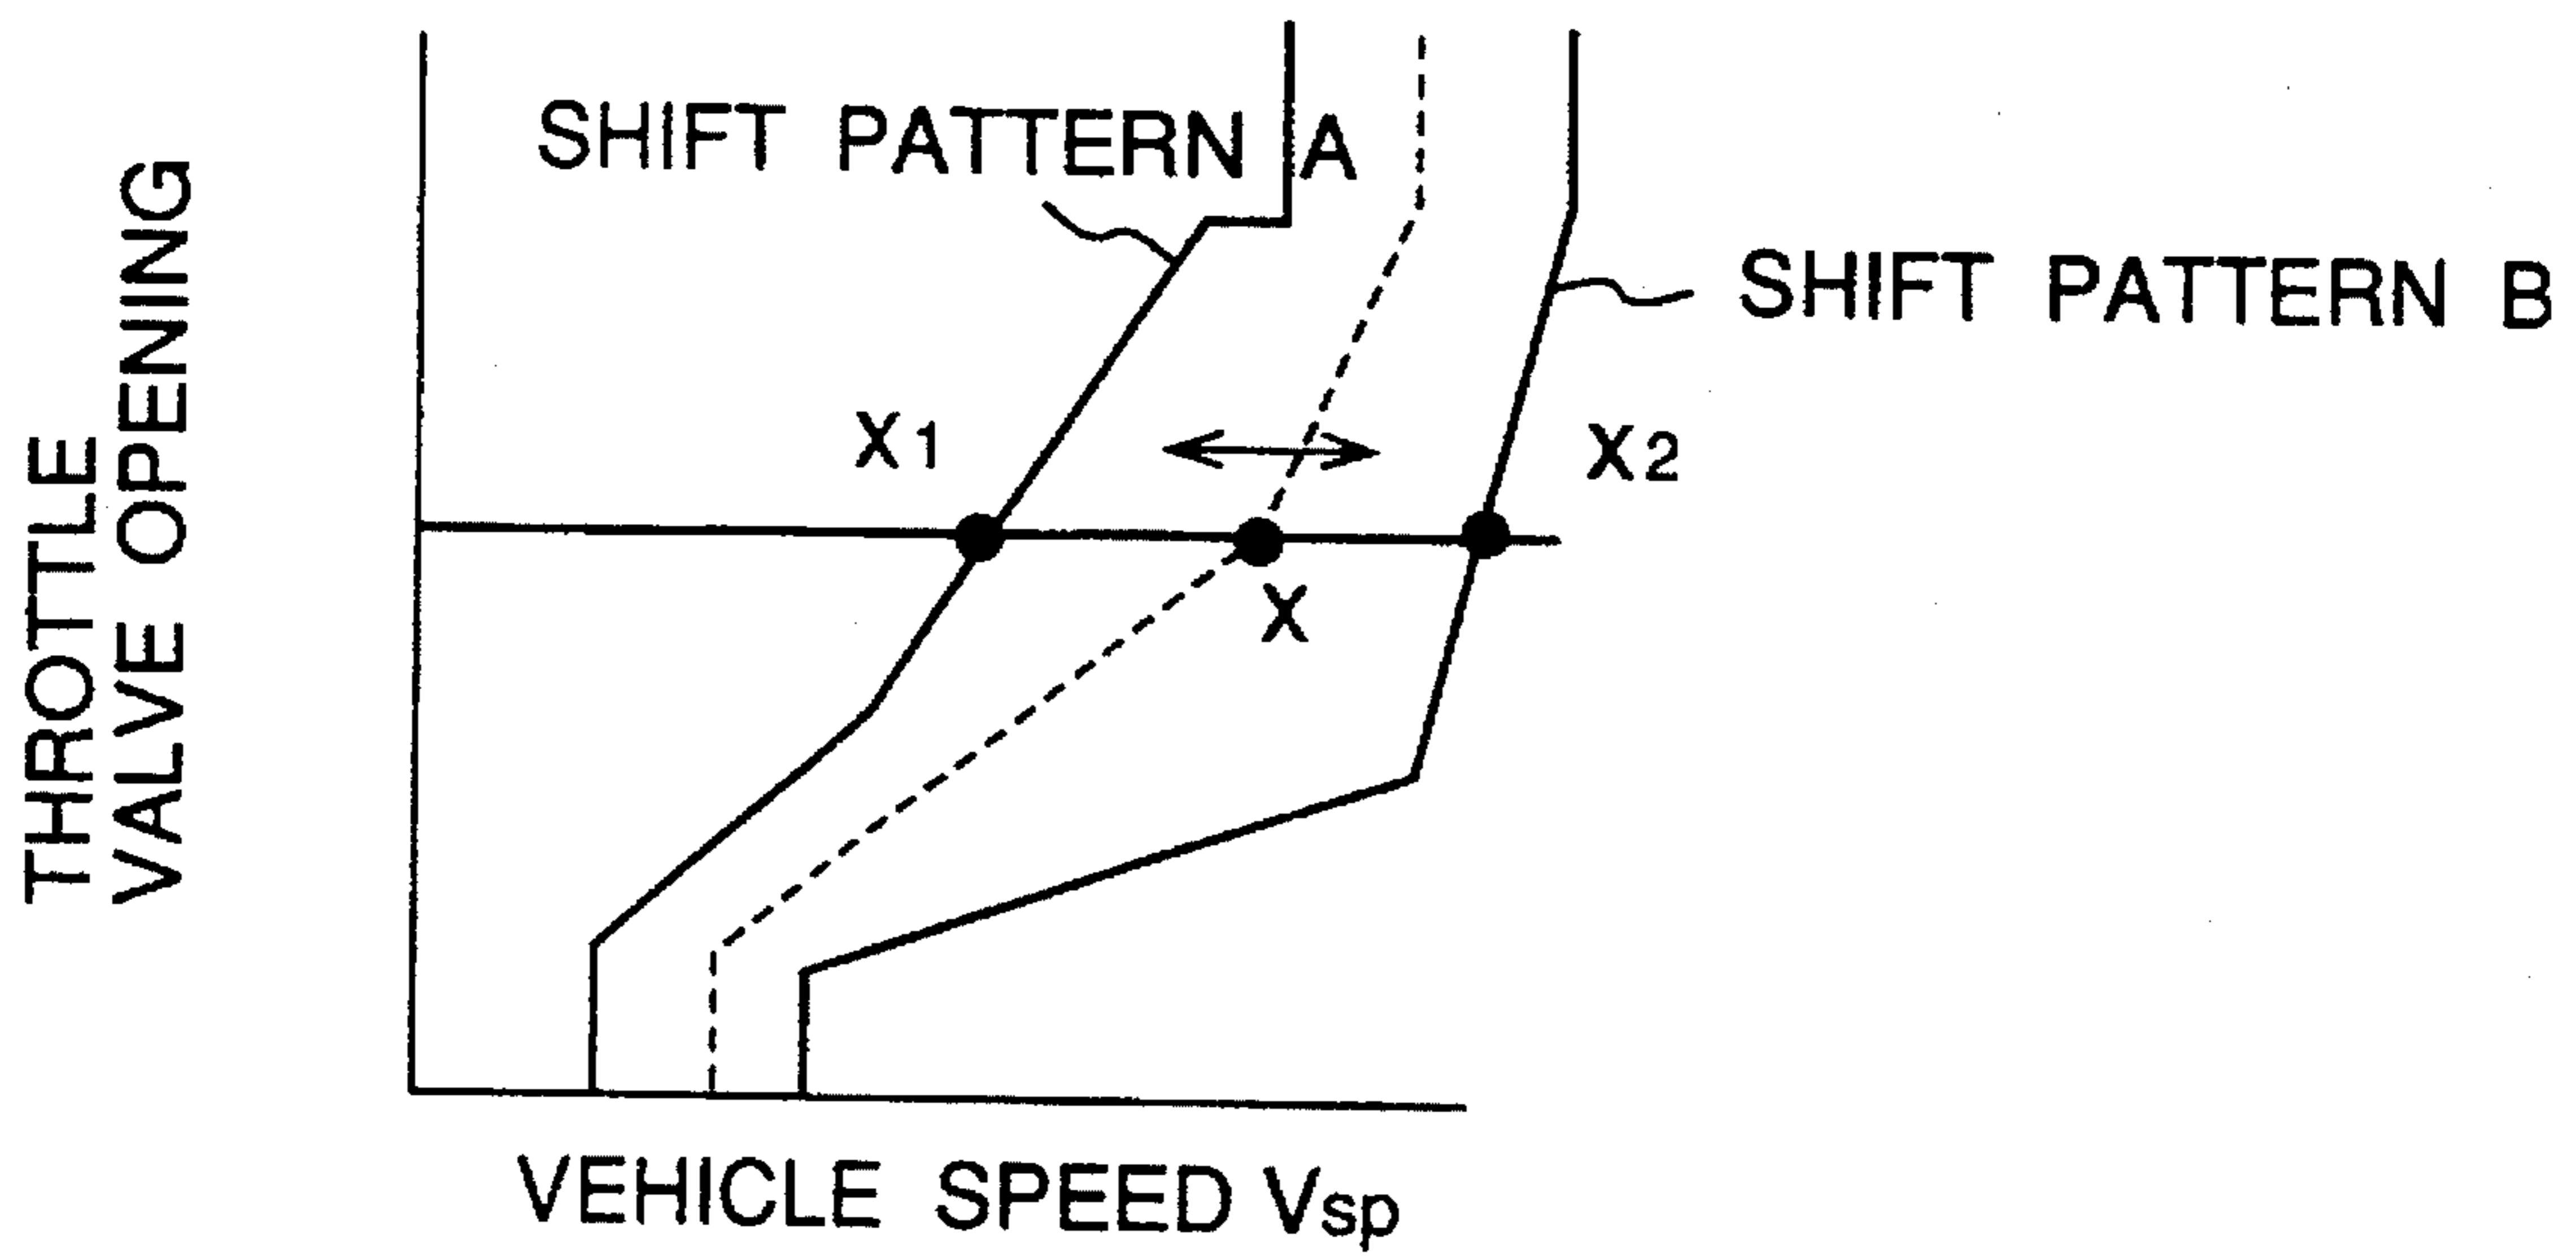 SHIFT PATTERN A
THROTTLE
VALVE OPENING
SHIFT PATTERN B
X1
X2
X
VEHICLE SPEED Vsp